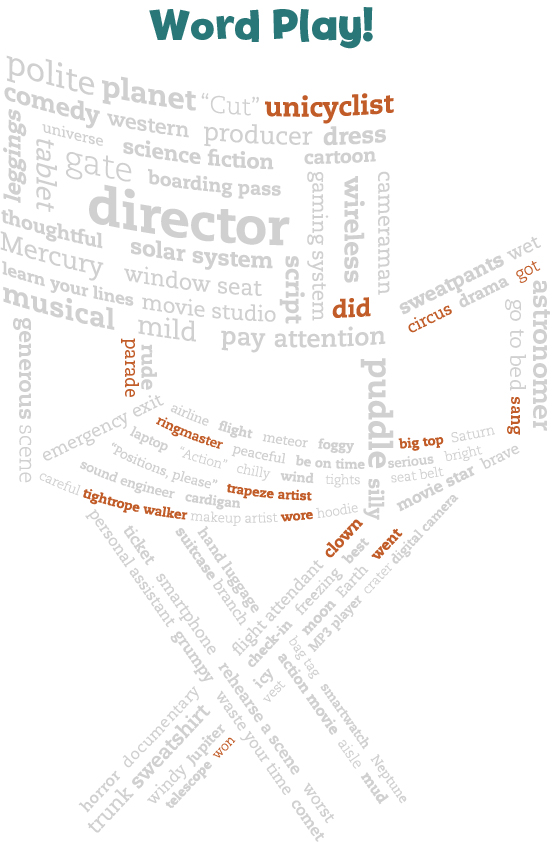 Word Play!
polite planet “Cut” unicyclist
comedy western producer dress
universe science fiction cartoon
leggings tablet gate boarding pass
director
gaming system wireless cameraman
thoughtful solar system
Mercury window seat script
learn your lines movie studio did
musical mild pay attention
sweatpants wet
circus drama got
astronomer
go to bed
sang
generous scene
parade rude
puddle silly
emergency exit airline flight meteor foggy
ringmaster peaceful be on time
laptop “Action” chilly wind tights
“positions, please” trapeze artist
sound engineer cardigan
careful tightrope walker makeup artist wore hoodie
big top Saturn
serious bright
seat belt brave
movie star
digital camera
clown went
best
personal assistant
ticket
suitcase
hand luggage
branch
smartphone
grumpy
flight attendant
freezing
Earth
crater
check-in
moon
MP3 player
bag tag
icy
vest
action movie
smartwatch
rehearse a scene
waste your time
aisle
Neptune
mud
worst
comet
documentary
horror
sweatshirt
trunk
windy Jupiter
telescope won